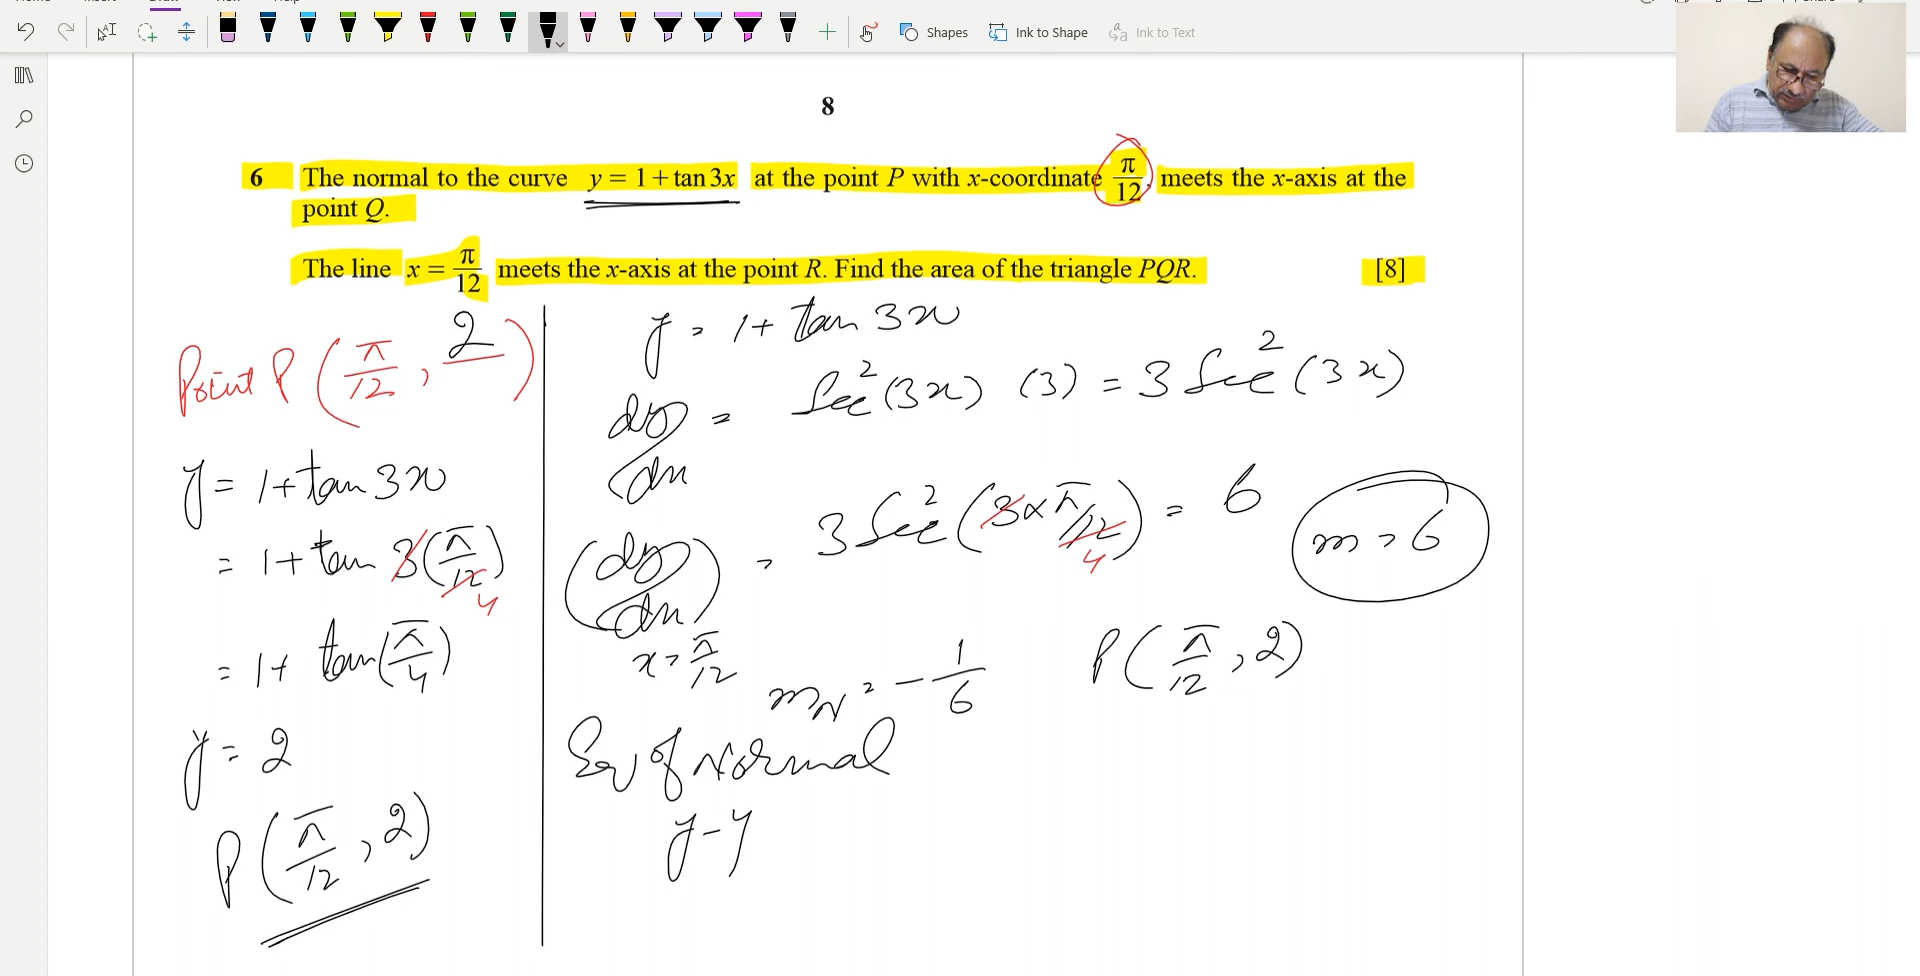 Shapes Ink to Shape Ink to Text
8
6 The normal to the curve y = 1 + tan 3x at the point P with x-coordinate π/12, meets the x-axis at the
point Q.
The line x = π/12 meets the x-axis at the point R. Find the area of the triangle PQR. [8]
Point P (π/12, 2)
y = 1 + tan 3x
= 1 + tan 3(π/12) 4
= 1 + tan(π/4)
y = 2
P(π/12, 2)
y = 1 + tan 3x
dy/dx = Sec²(3x) (3) = 3 Sec²(3x)
(dy/dx) x = π/12 = 3 Sec²(3×π/12) 4 = 6
m = 6
m_N = -1/6
P(π/12, 2)
Eq of Normal
y - y